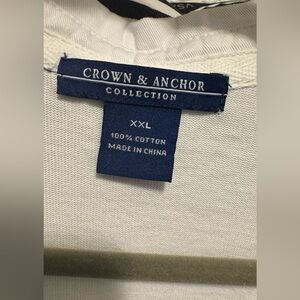 CROWN & ANCHOR
COLLECTION
XXL
100% COTTON
MADE IN CHINA